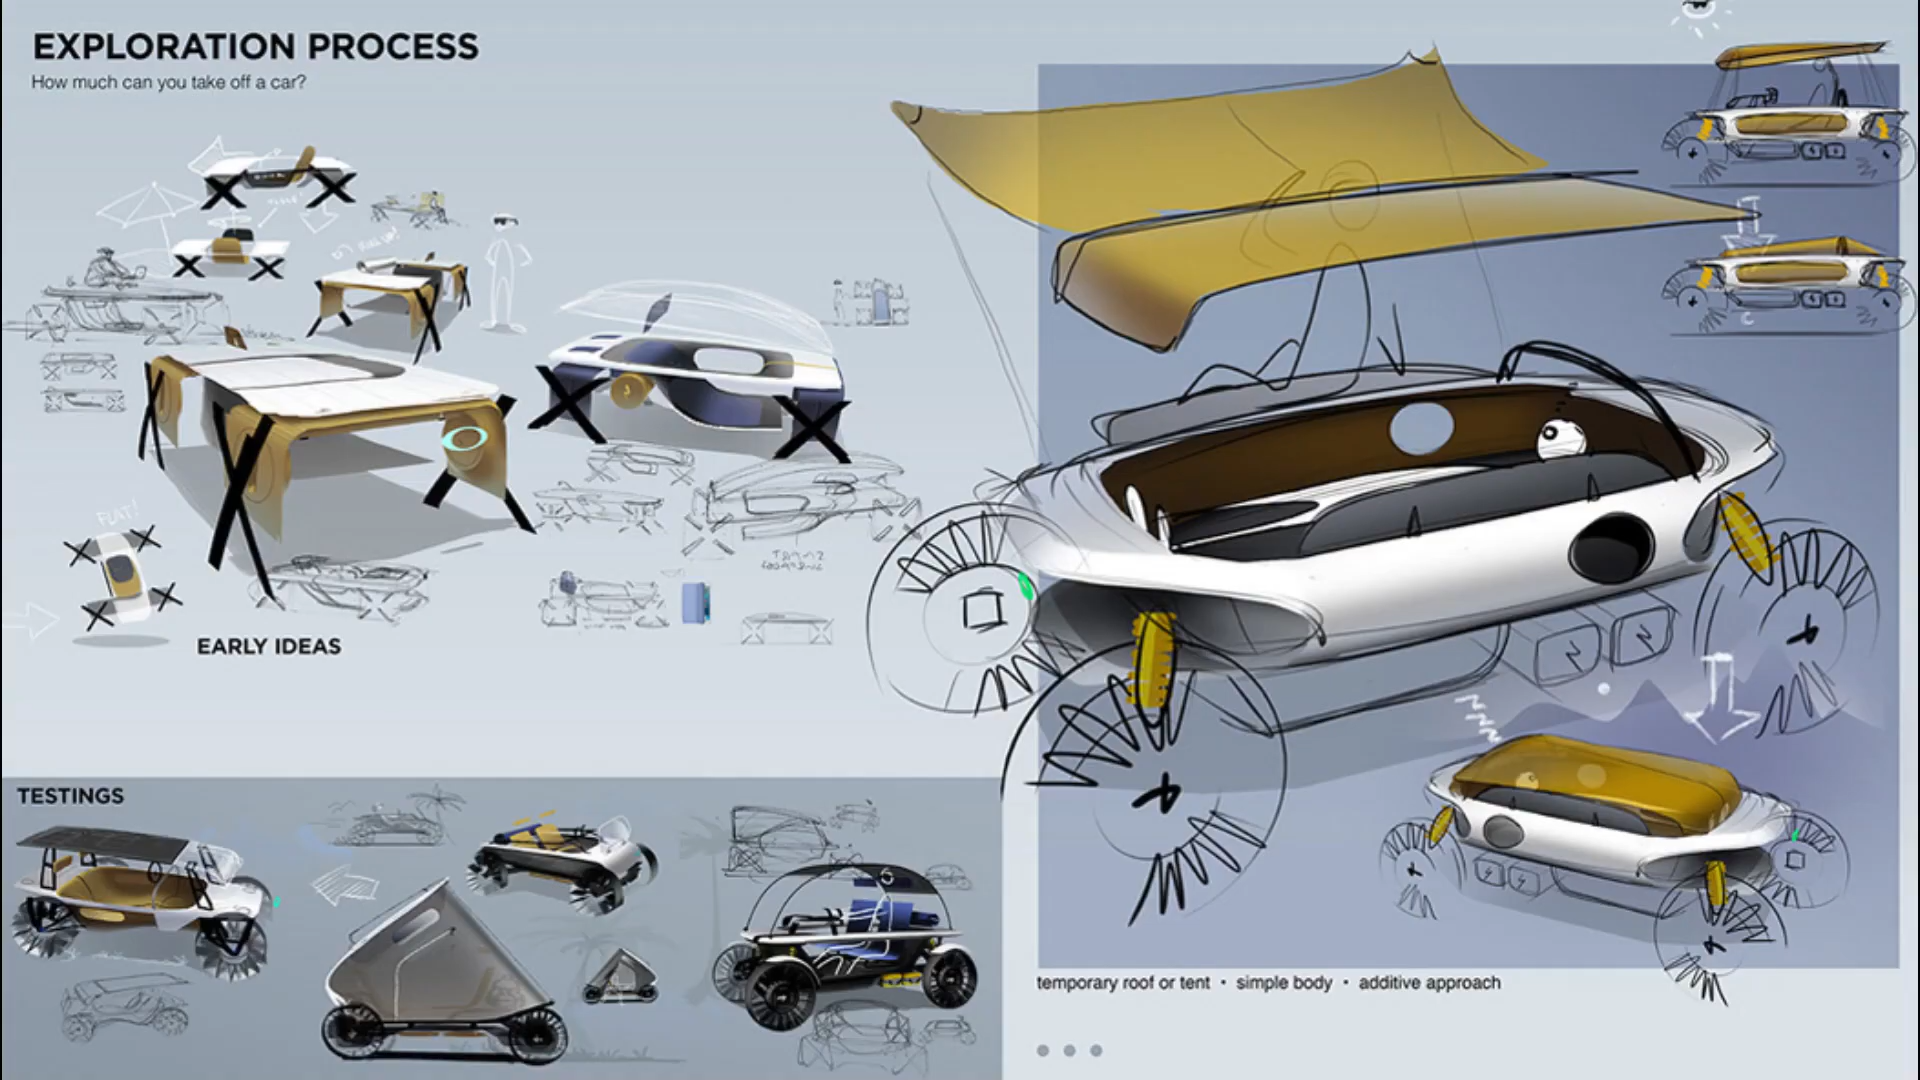 EXPLORATION PROCESS
How much can you take off a car?
FLAT!
EARLY IDEAS
TESTINGS
temporary roof or tent • simple body • additive approach